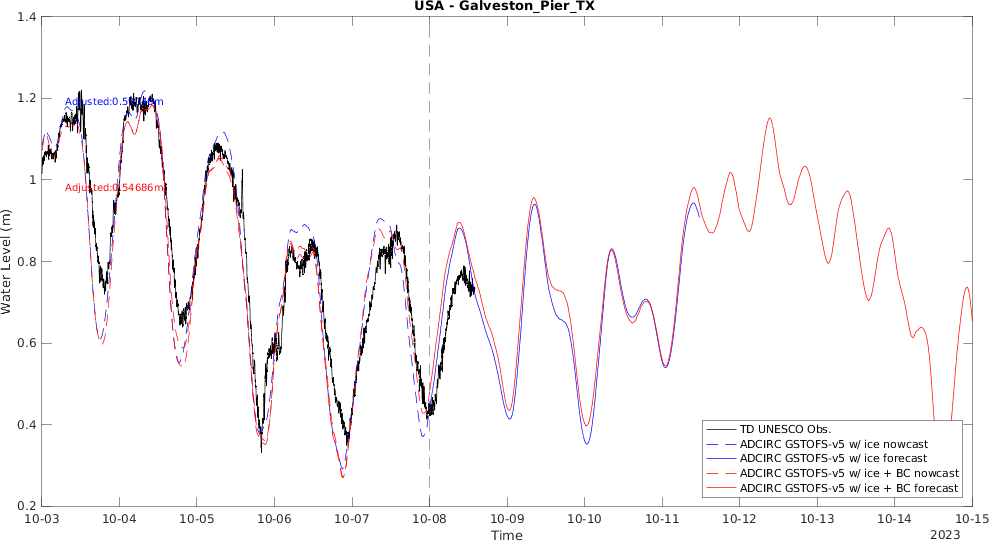 USA - Galveston_Pier_TX
1.4
1.2
1
0.8
0.6
0.4
0.2
Water Level (m)
Adjusted:0.54686m
10-03
10-04
10-05
10-06
10-07
10-08
10-09
10-10
10-11
10-12
10-13
10-14
10-15
Time
2023
TD UNESCO Obs.
ADCIRC GSTOFS-v5 w/ ice nowcast
ADCIRC GSTOFS-v5 w/ ice forecast
ADCIRC GSTOFS-v5 w/ ice + BC nowcast
ADCIRC GSTOFS-v5 w/ ice + BC forecast